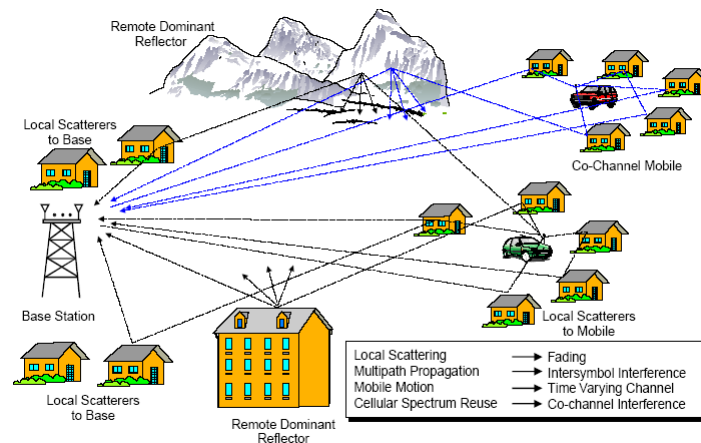 Remote Dominant
Reflector
Local Scatterers
to Base
Co-Channel Mobile
Base Station
Local Scatterers
to Mobile
Local Scatterers
to Base
Remote Dominant
Reflector
Local Scattering Fading
Multipath Propagation Intersymbol Interference
Mobile Motion Time Varying Channel
Cellular Spectrum Reuse Co-channel Interference